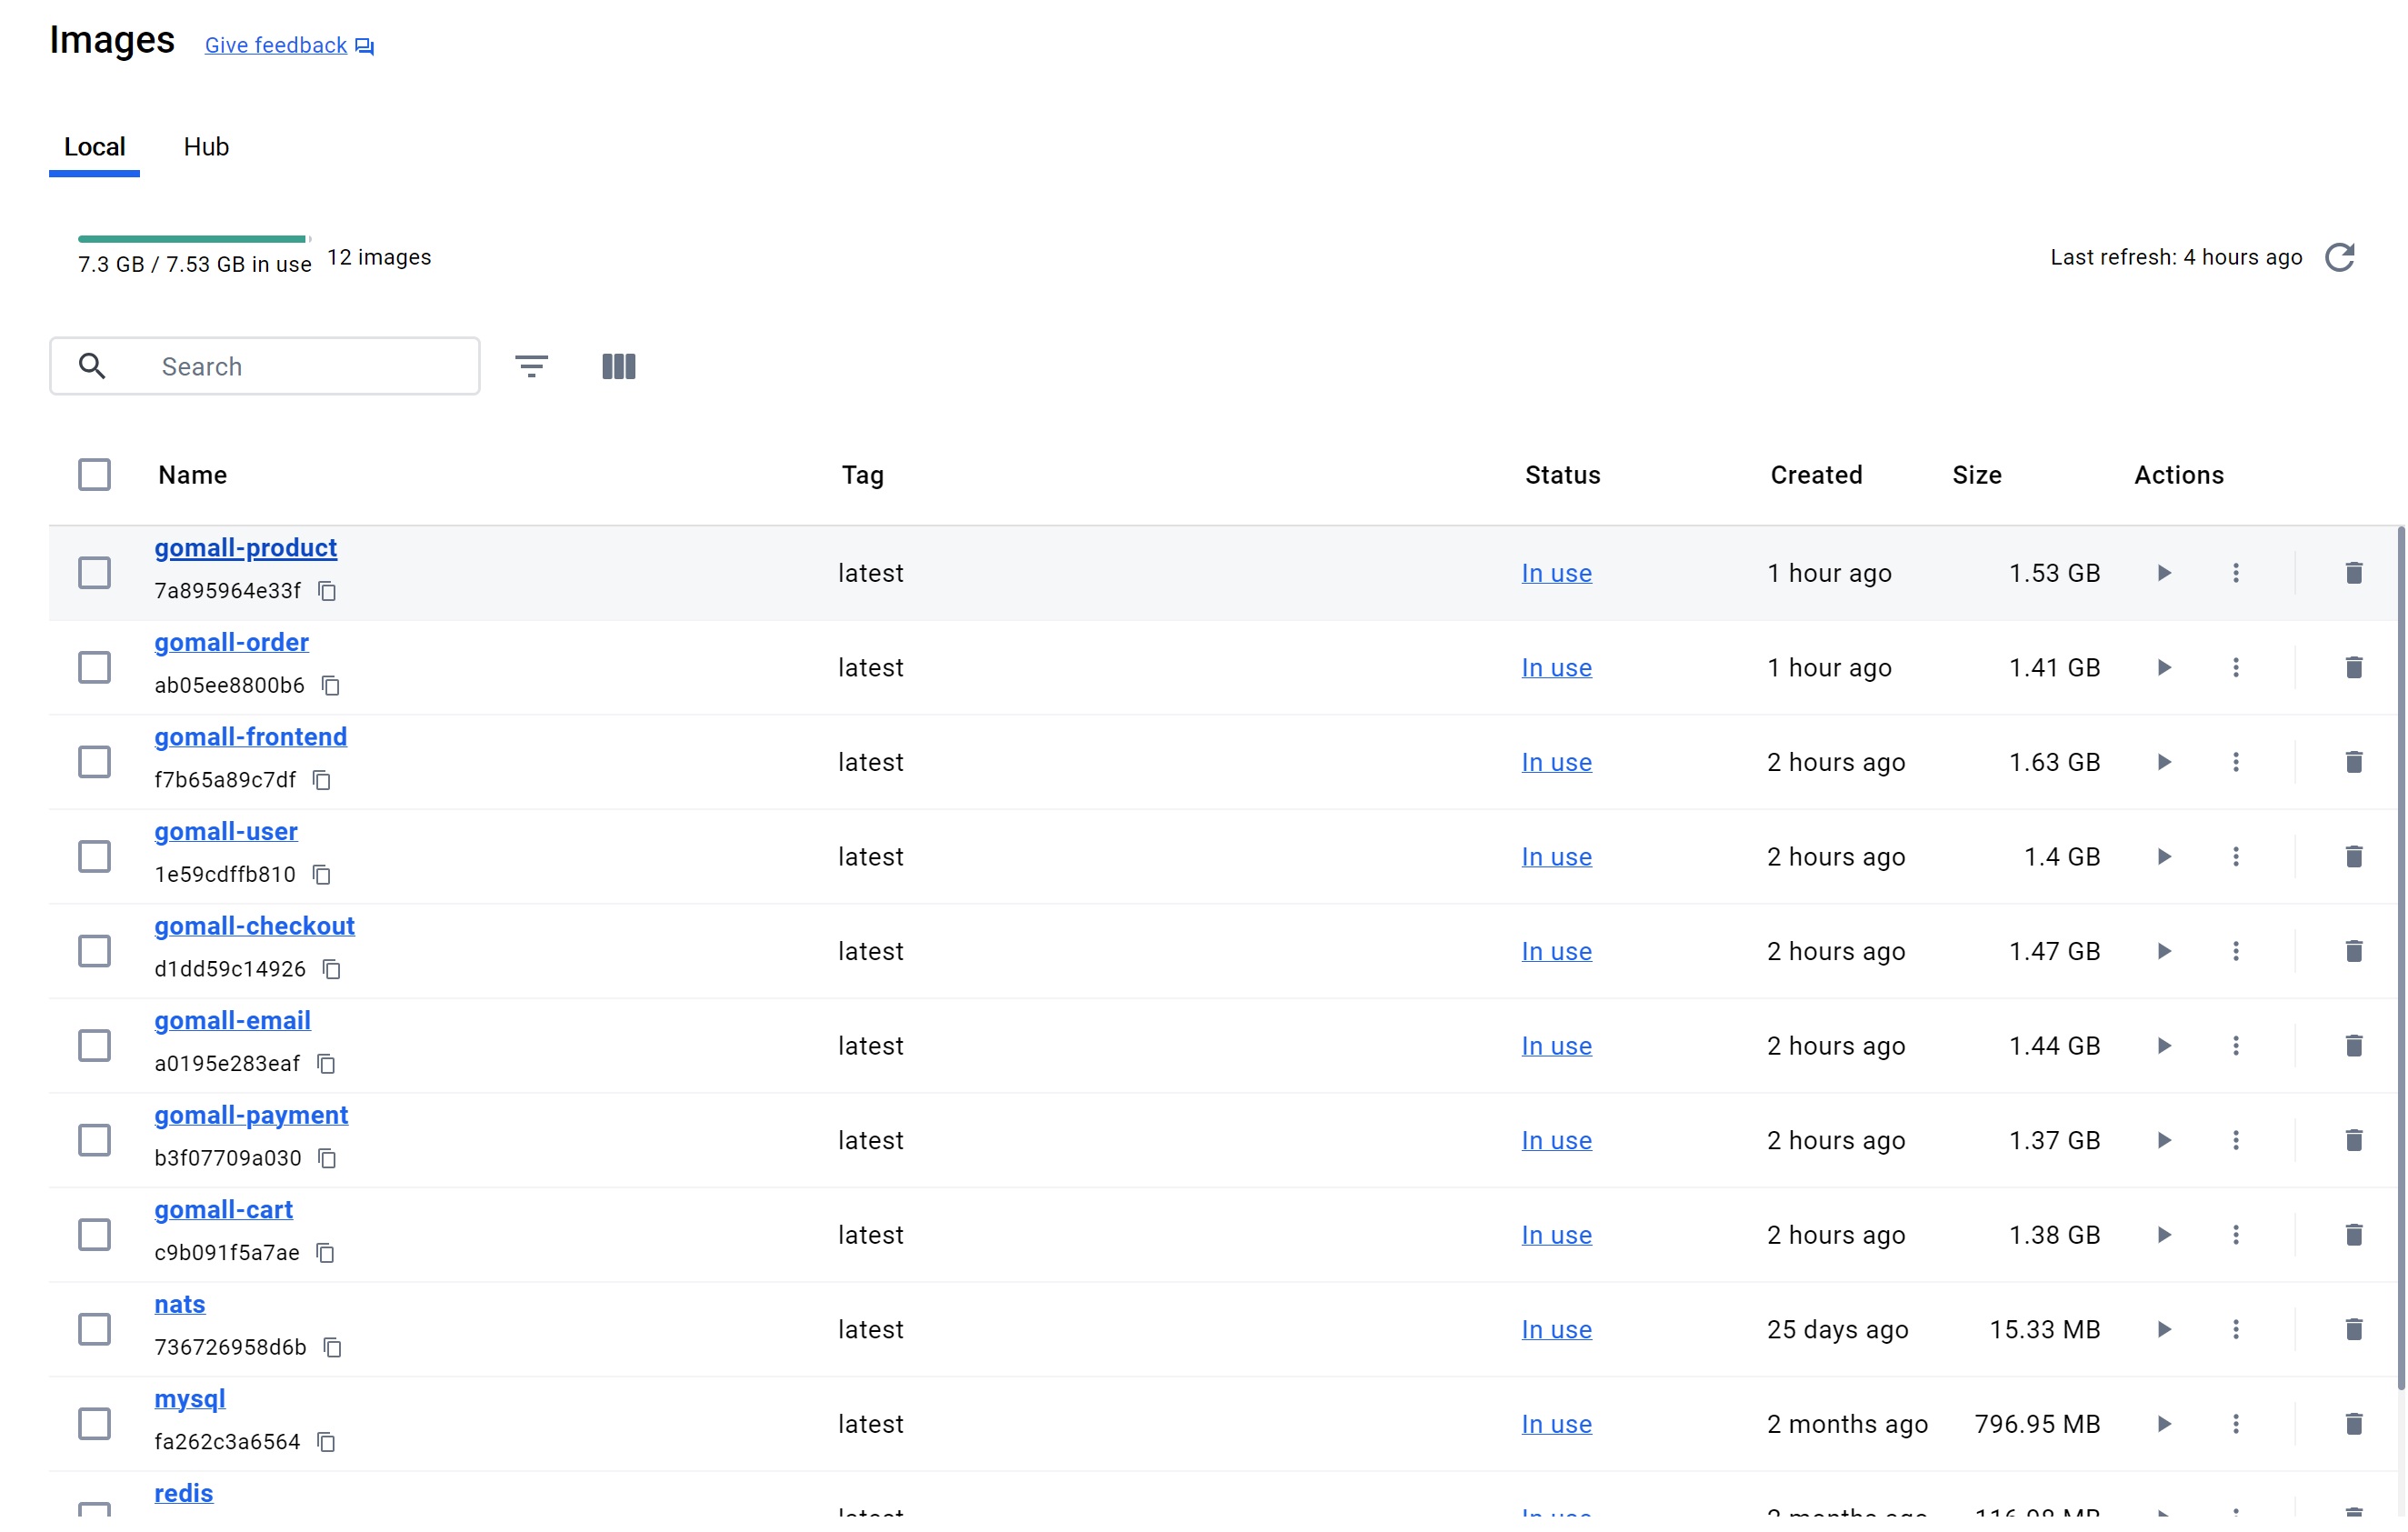 Images Give feedback
Local Hub
7.3 GB / 7.53 GB in use 12 images Last refresh: 4 hours ago
Search
Name Tag Status Created Size Actions
gomall-product
7a895964e33f latest In use 1 hour ago 1.53 GB
gomall-order
ab05ee8800b6 latest In use 1 hour ago 1.41 GB
gomall-frontend
f7b65a89c7df latest In use 2 hours ago 1.63 GB
gomall-user
1e59cdffb810 latest In use 2 hours ago 1.4 GB
gomall-checkout
d1dd59c14926 latest In use 2 hours ago 1.47 GB
gomall-email
a0195e283eaf latest In use 2 hours ago 1.44 GB
gomall-payment
b3f07709a030 latest In use 2 hours ago 1.37 GB
gomall-cart
c9b091f5a7ae latest In use 2 hours ago 1.38 GB
nats
736726958d6b latest In use 25 days ago 15.33 MB
mysql
fa262c3a6564 latest In use 2 months ago 796.95 MB
redis
latest In use months ago MB